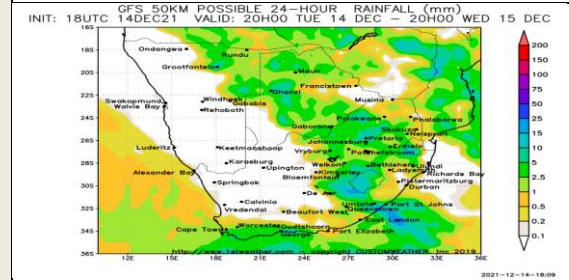 GFS 50KM POSSIBLE 24-HOUR RAINFALL (mm)
INIT: 18UTC 14DEC21 VALID: 20H00 TUE 14 DEC - 20H00 WED 15 DEC
16S
Ondangwa
Rundu
200
18S
Grootfontein
Maun
150
20S
Ghanzi
Francistown
100
22S
Windhoek
Gobabis
Musina
75
Swakopmund
Walvis Bay
Rehoboth
50
24S
Polokwane
Phalaborwa
25
Gaborone
Skukuza
Pretoria
Nelspruit
15
26S
Johannesburg
Ermelo
10
Luderitz
Keetmanshoop
Vryburg
Potchefstroom
5
28S
Karasburg
Upington
Welkom
Bethlehem
Ulundi
2.5
Alexander Bay
Kimberley
Ladysmith
Richards Bay
1
Bloemfontein
Pietermaritzburg
30S
Springbok
De Aar
Durban
0.5
Calvinia
Umtata
Port St Johns
0.2
32S
Vredendal
Beaufort West
Queenstown
0.1
East London
34S
Cape Town
Worcester
Oudtshoorn
George
Port Elizabeth
36S
http://www.1stweather.com - copyright CUSTOMWEATHER, Inc 2019
12E 15E 18E 21E 24E 27E 30E 33E 36E
2021-12-14-18:09